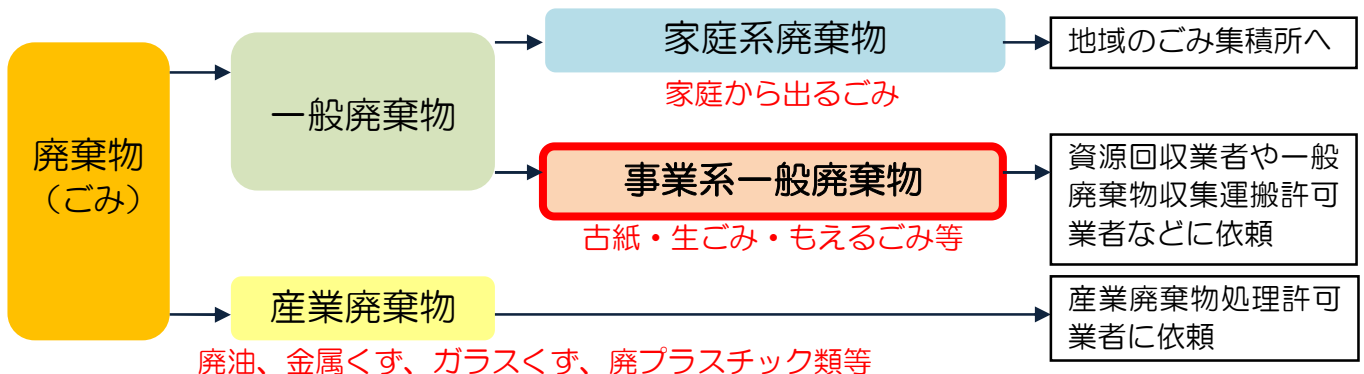 廃棄物
（ごみ）
一般廃棄物
家庭系廃棄物
家庭から出るごみ
地域のごみ集積所へ
事業系一般廃棄物
古紙・生ごみ・もえるごみ等
資源回収業者や一般
廃棄物収集運搬許可
業者などに依頼
産業廃棄物
廃油、金属くず、ガラスくず、廃プラスチック類等
産業廃棄物処理許可
業者に依頼